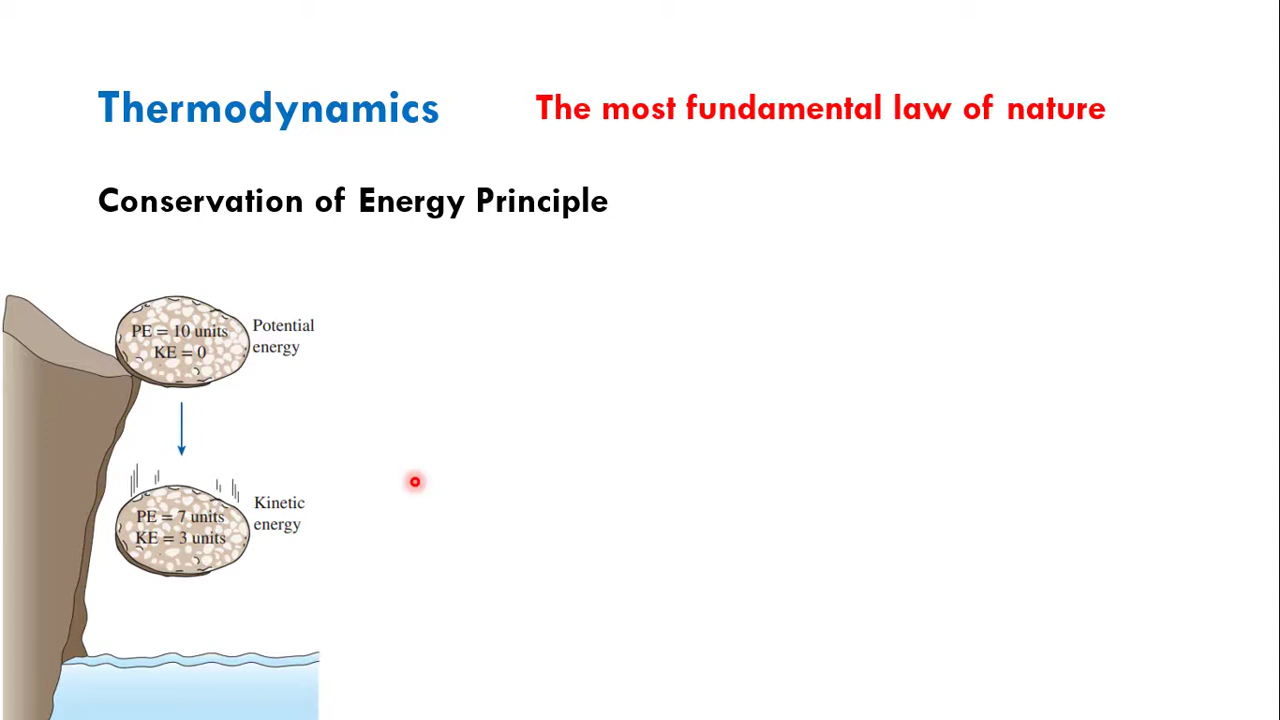 Thermodynamics
The most fundamental law of nature
Conservation of Energy Principle
PE = 10 units
KE = 0
Potential
energy
PE = 7 units
KE = 3 units
Kinetic
energy